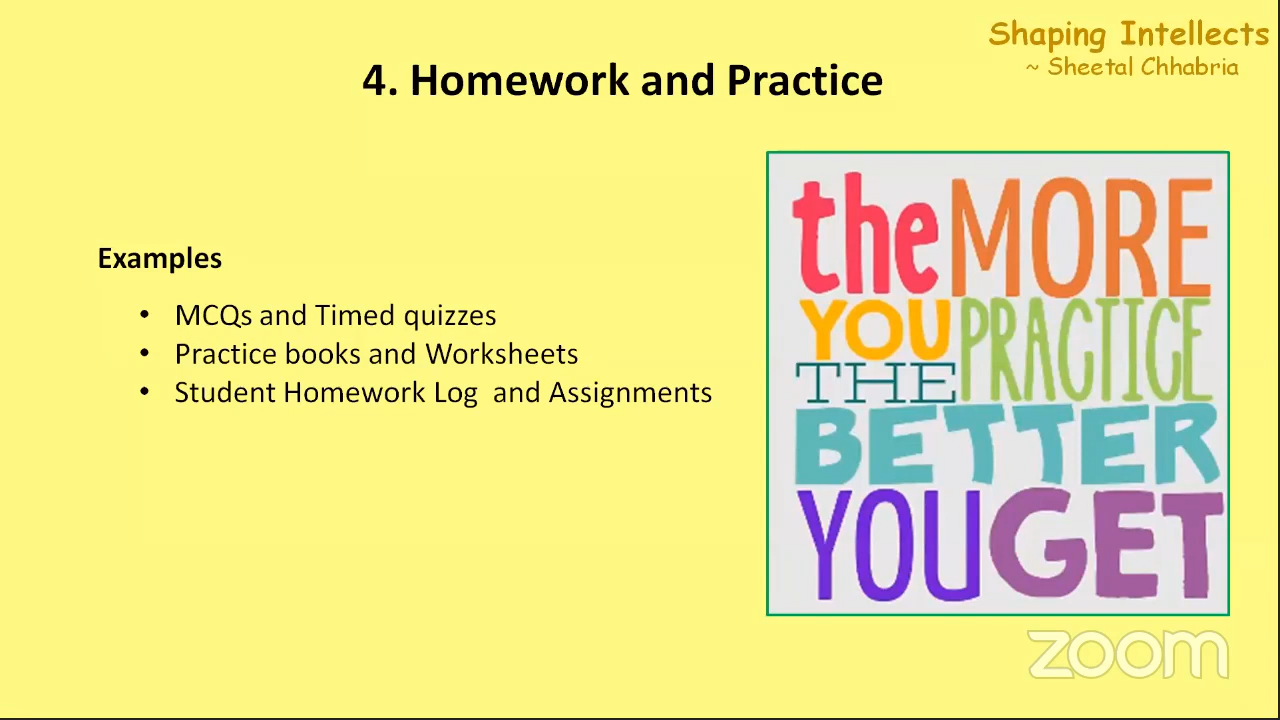 Shaping Intellects
~ Sheetal Chhabria
4. Homework and Practice
Examples
• MCQs and Timed quizzes
• Practice books and Worksheets
• Student Homework Log and Assignments
the MORE
YOU PRACTICE
THE
BETTER
YOU GET
zoom